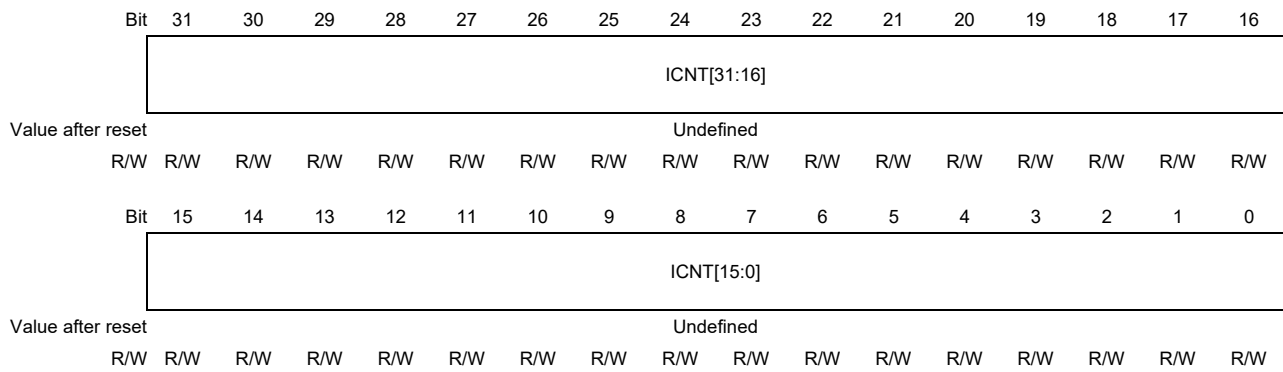 Bit 31 30 29 28 27 26 25 24 23 22 21 20 19 18 17 16
ICNT[31:16]
Value after reset Undefined
R/W R/W R/W R/W R/W R/W R/W R/W R/W R/W R/W R/W R/W R/W R/W R/W R/W
Bit 15 14 13 12 11 10 9 8 7 6 5 4 3 2 1 0
ICNT[15:0]
Value after reset Undefined
R/W R/W R/W R/W R/W R/W R/W R/W R/W R/W R/W R/W R/W R/W R/W R/W R/W